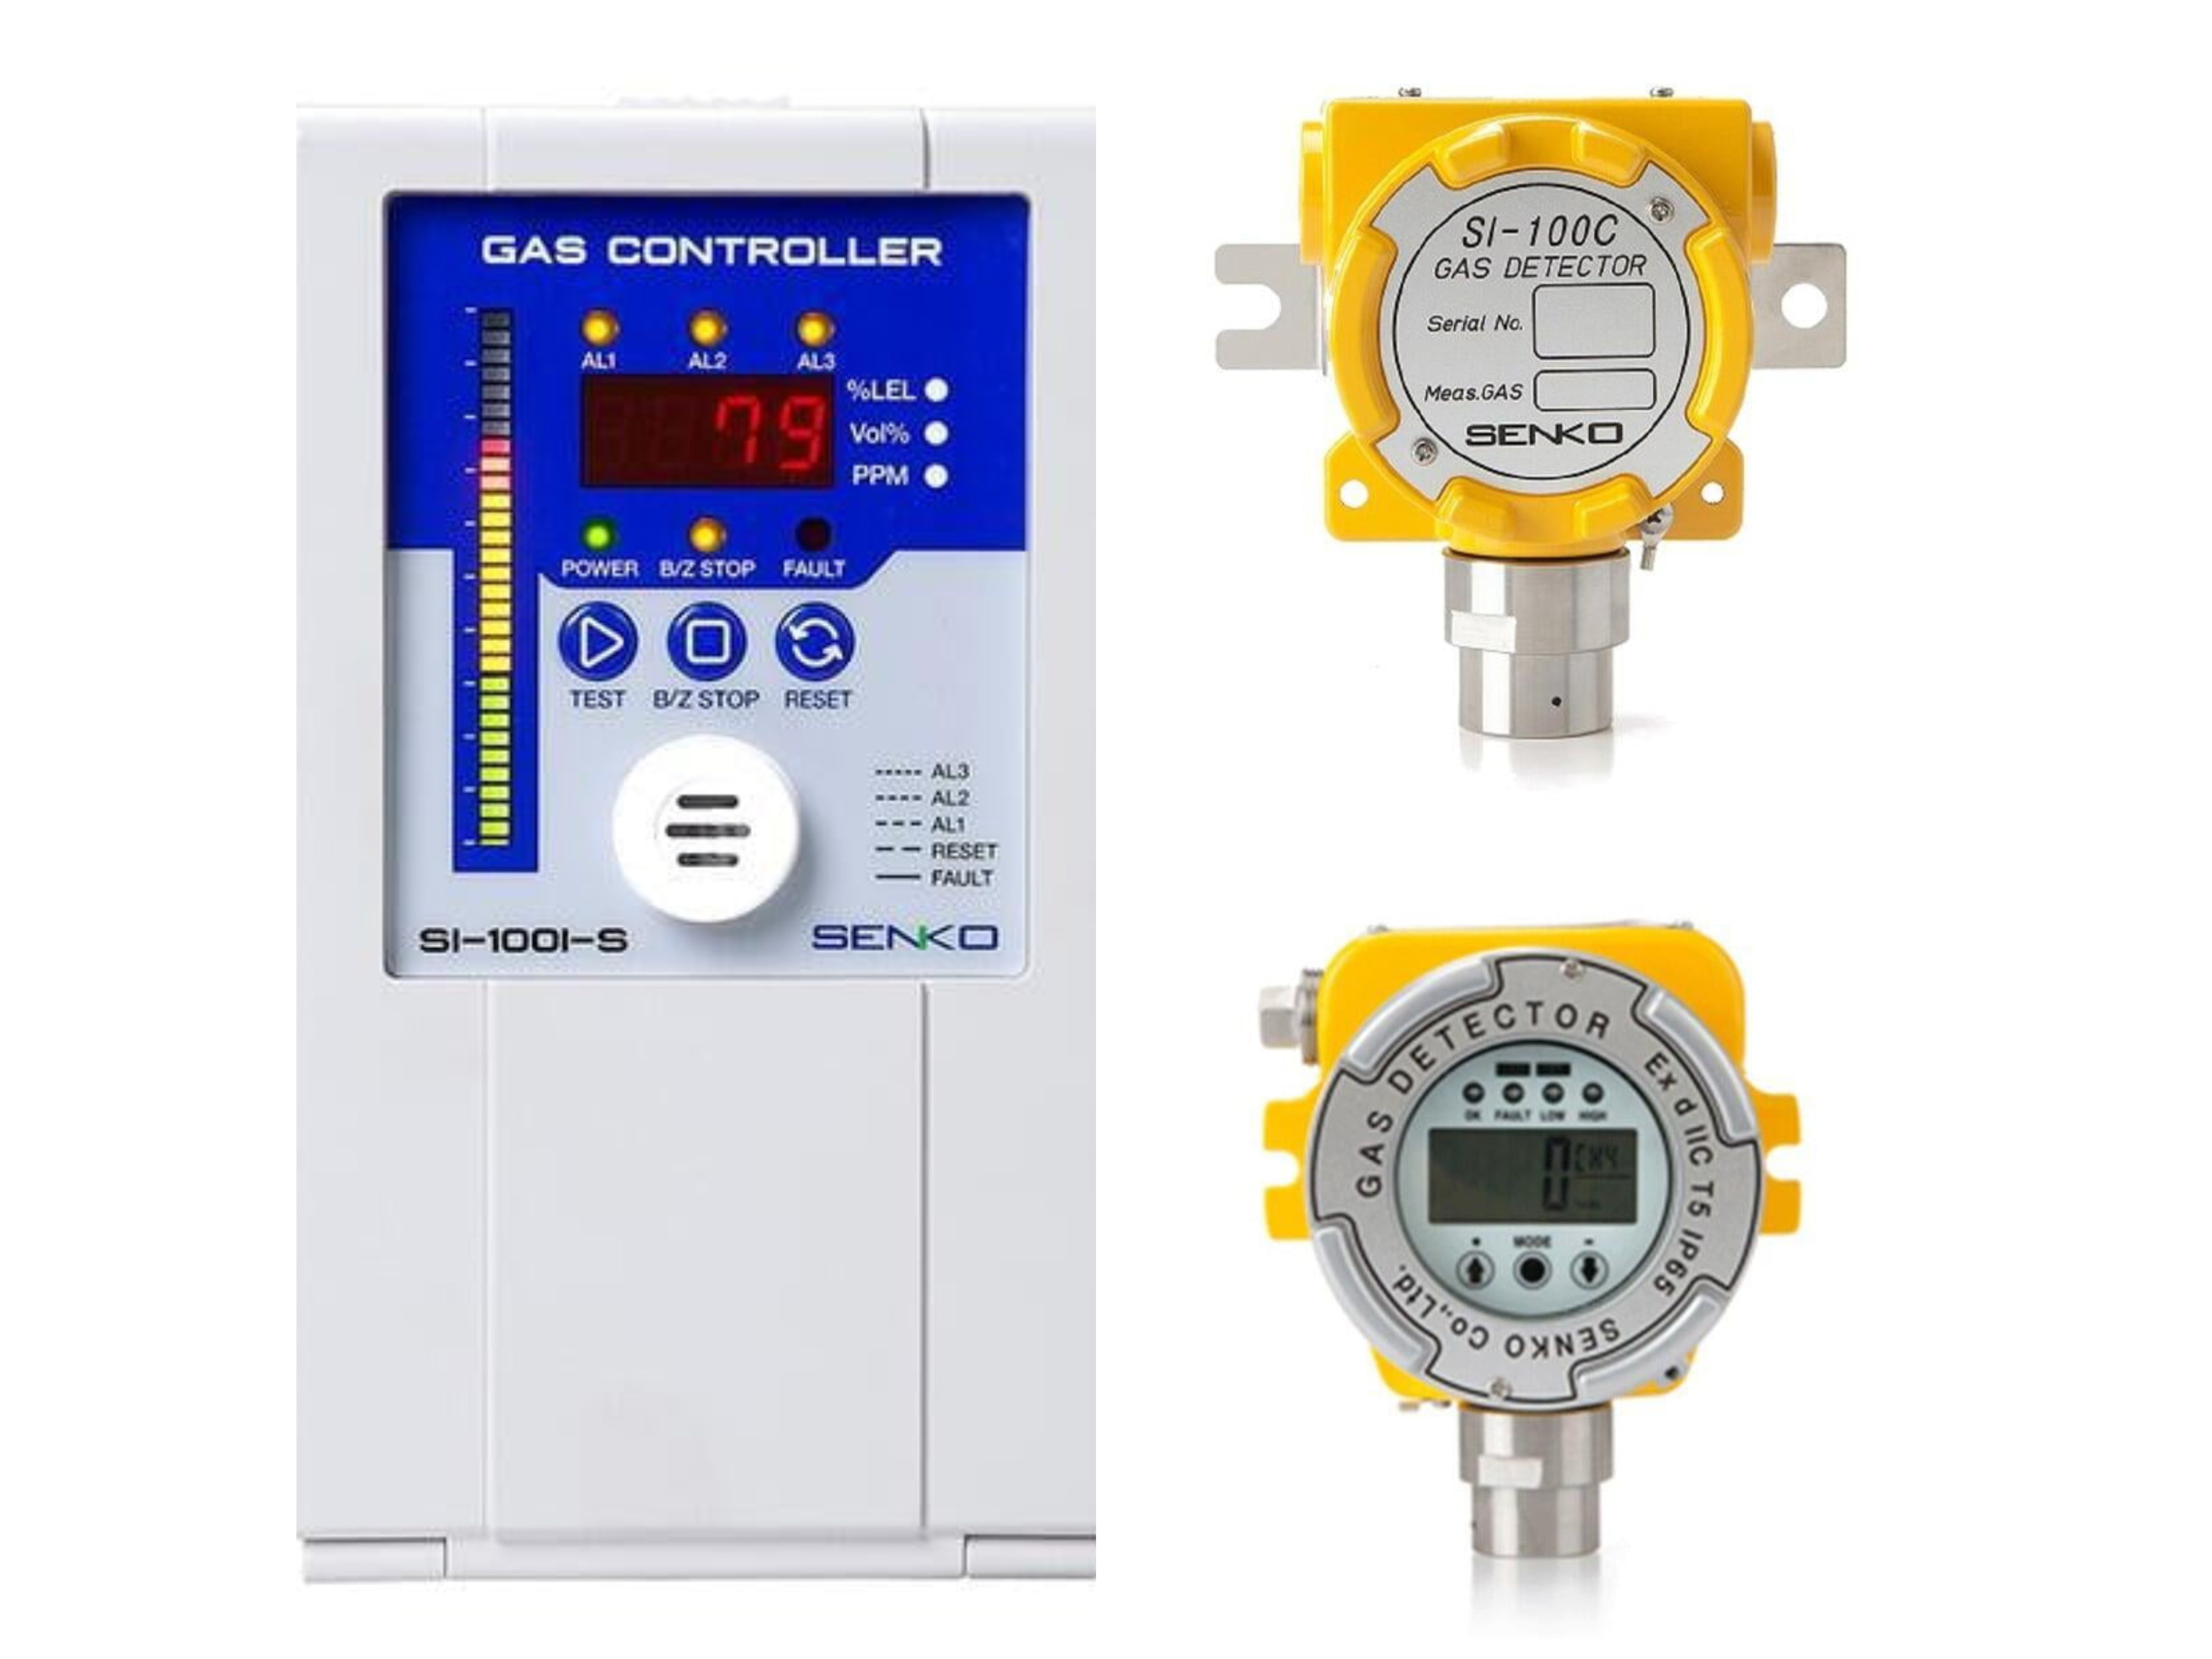 GAS CONTROLLER
AL1 AL2 AL3
79
%LEL
Vol%
PPM
POWER B/Z STOP FAULT
TEST B/Z STOP RESET
AL3
AL2
AL1
RESET
FAULT
SI-100I-S SENKO
SI-100C
GAS DETECTOR
Serial No.
Meas.GAS
SENKO
GAS DETECTOR Ex d IIC T5 IP65
OK FAULT LOW HIGH
0 CH4
+ MODE -
SENKO Co.,Ltd.